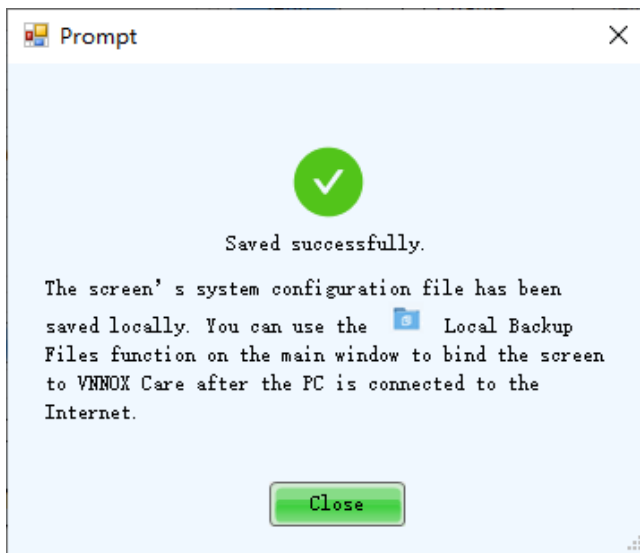 Prompt
Saved successfully.
The screen's system configuration file has been
saved locally. You can use the Local Backup
Files function on the main window to bind the screen
to VNNOX Care after the PC is connected to the
Internet.
Close